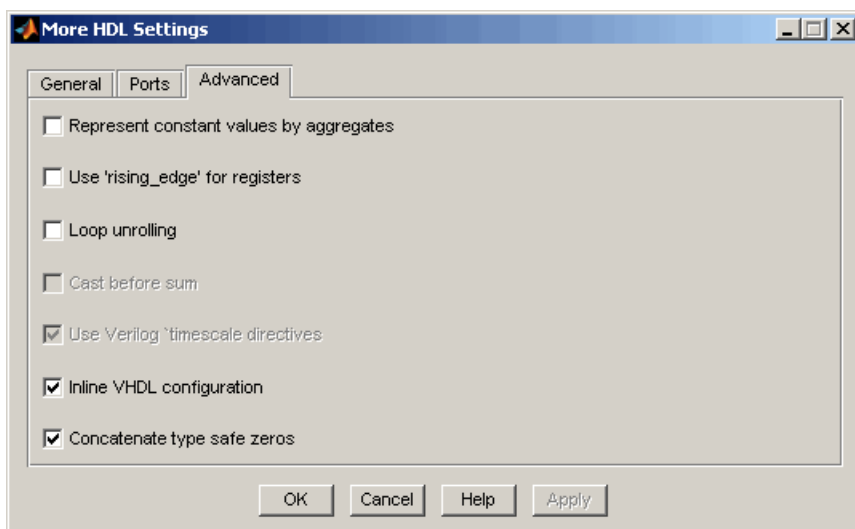 More HDL Settings
General Ports Advanced
Represent constant values by aggregates
Use 'rising_edge' for registers
Loop unrolling
Cast before sum
Use Verilog `timescale directives
Inline VHDL configuration
Concatenate type safe zeros
OK Cancel Help Apply